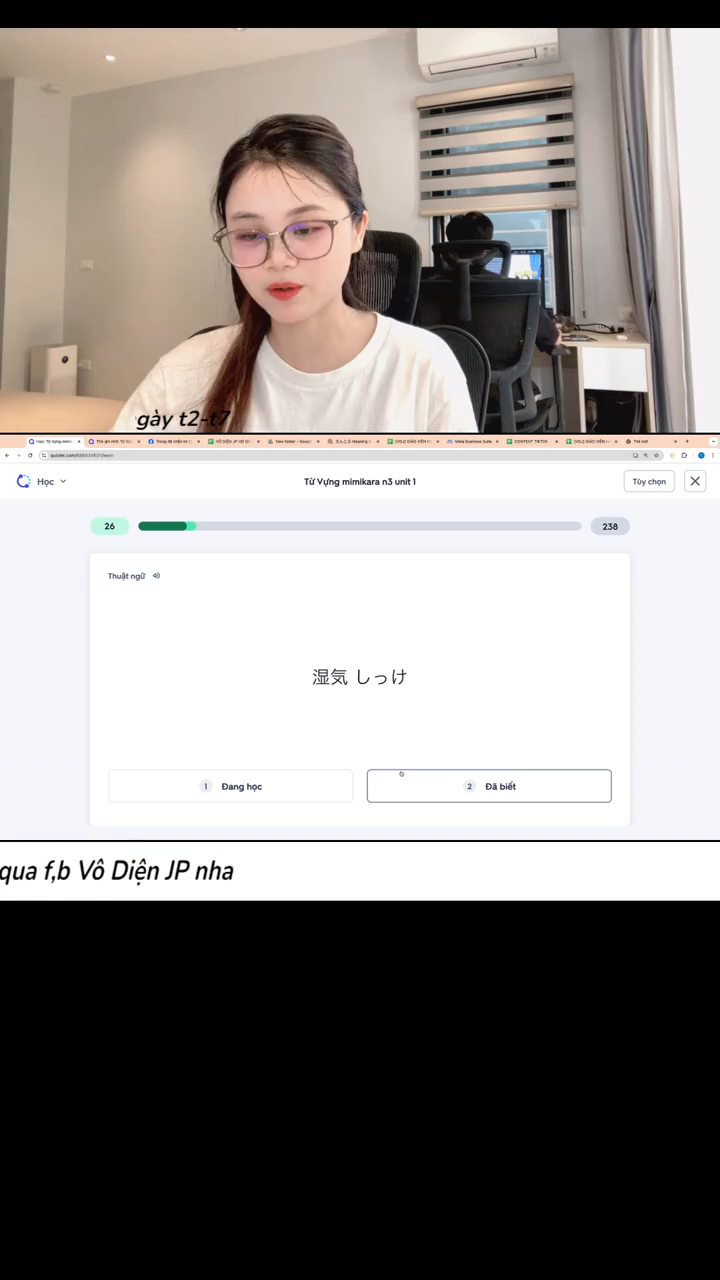 gày t2-t7
Học
Từ Vựng mimikara n3 unit 1
Tùy chọn
26
238
Thuật ngữ
湿気 しっけ
1 Đang học
2 Đã biết
qua f,b Vô Diện JP nha